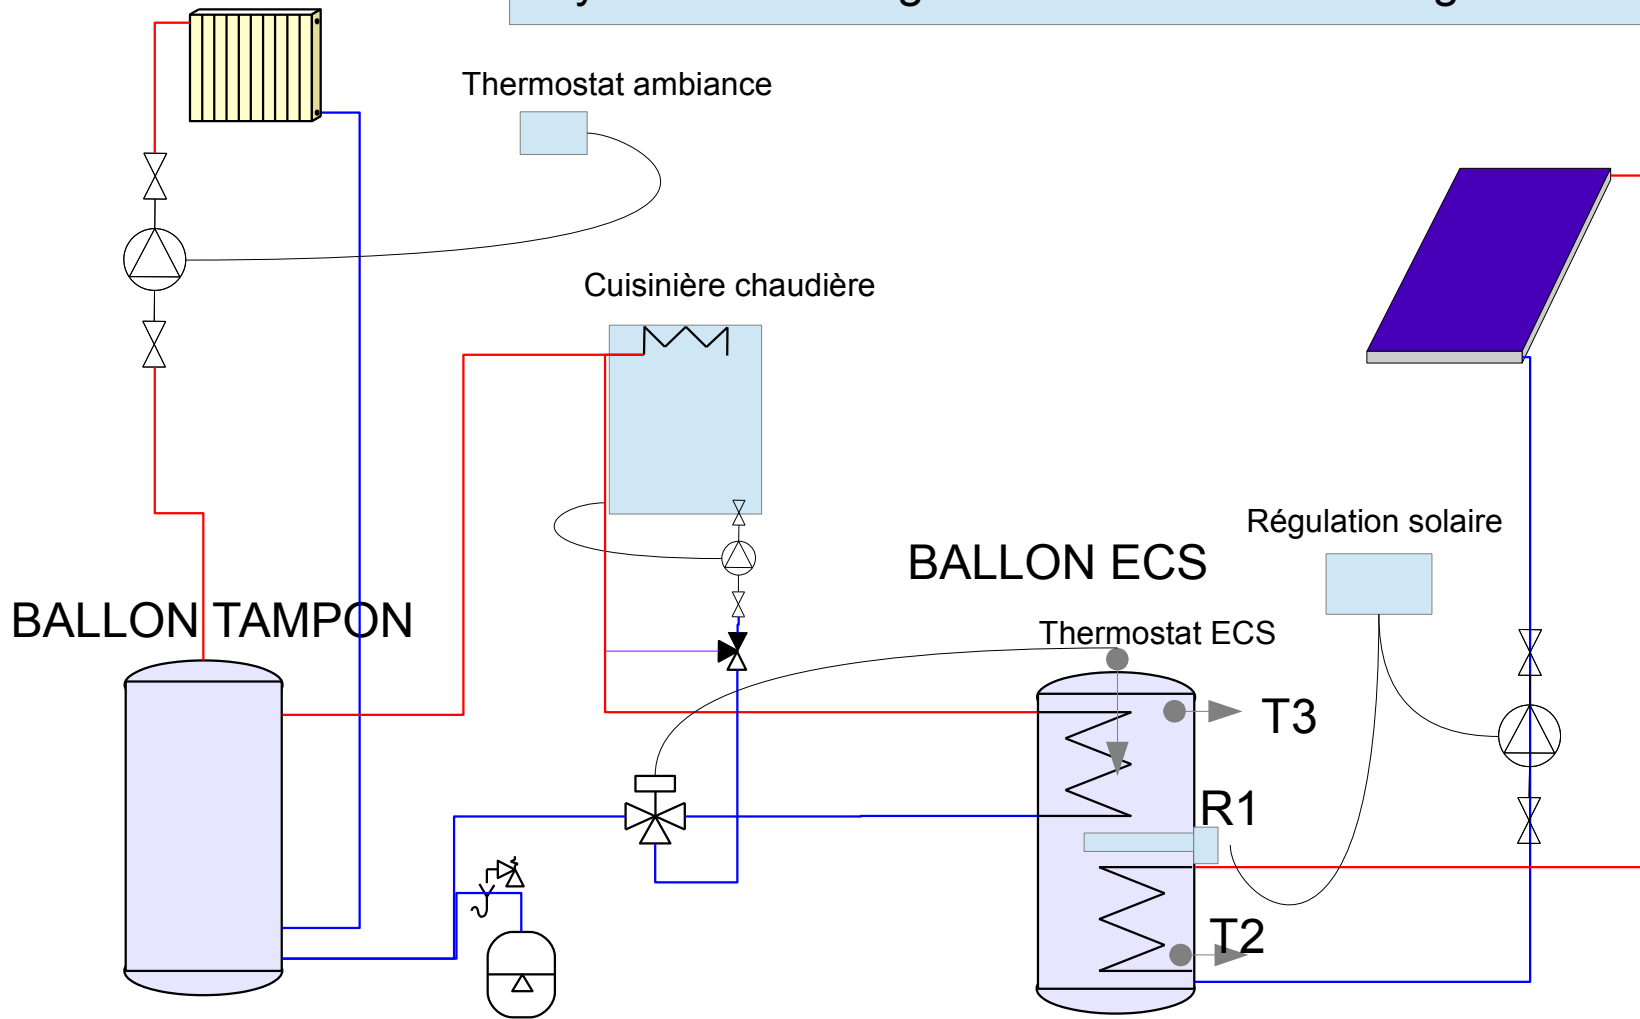 Thermostat ambiance
Cuisinière chaudière
Régulation solaire
BALLON ECS
BALLON TAMPON
Thermostat ECS
T3
R1
T2